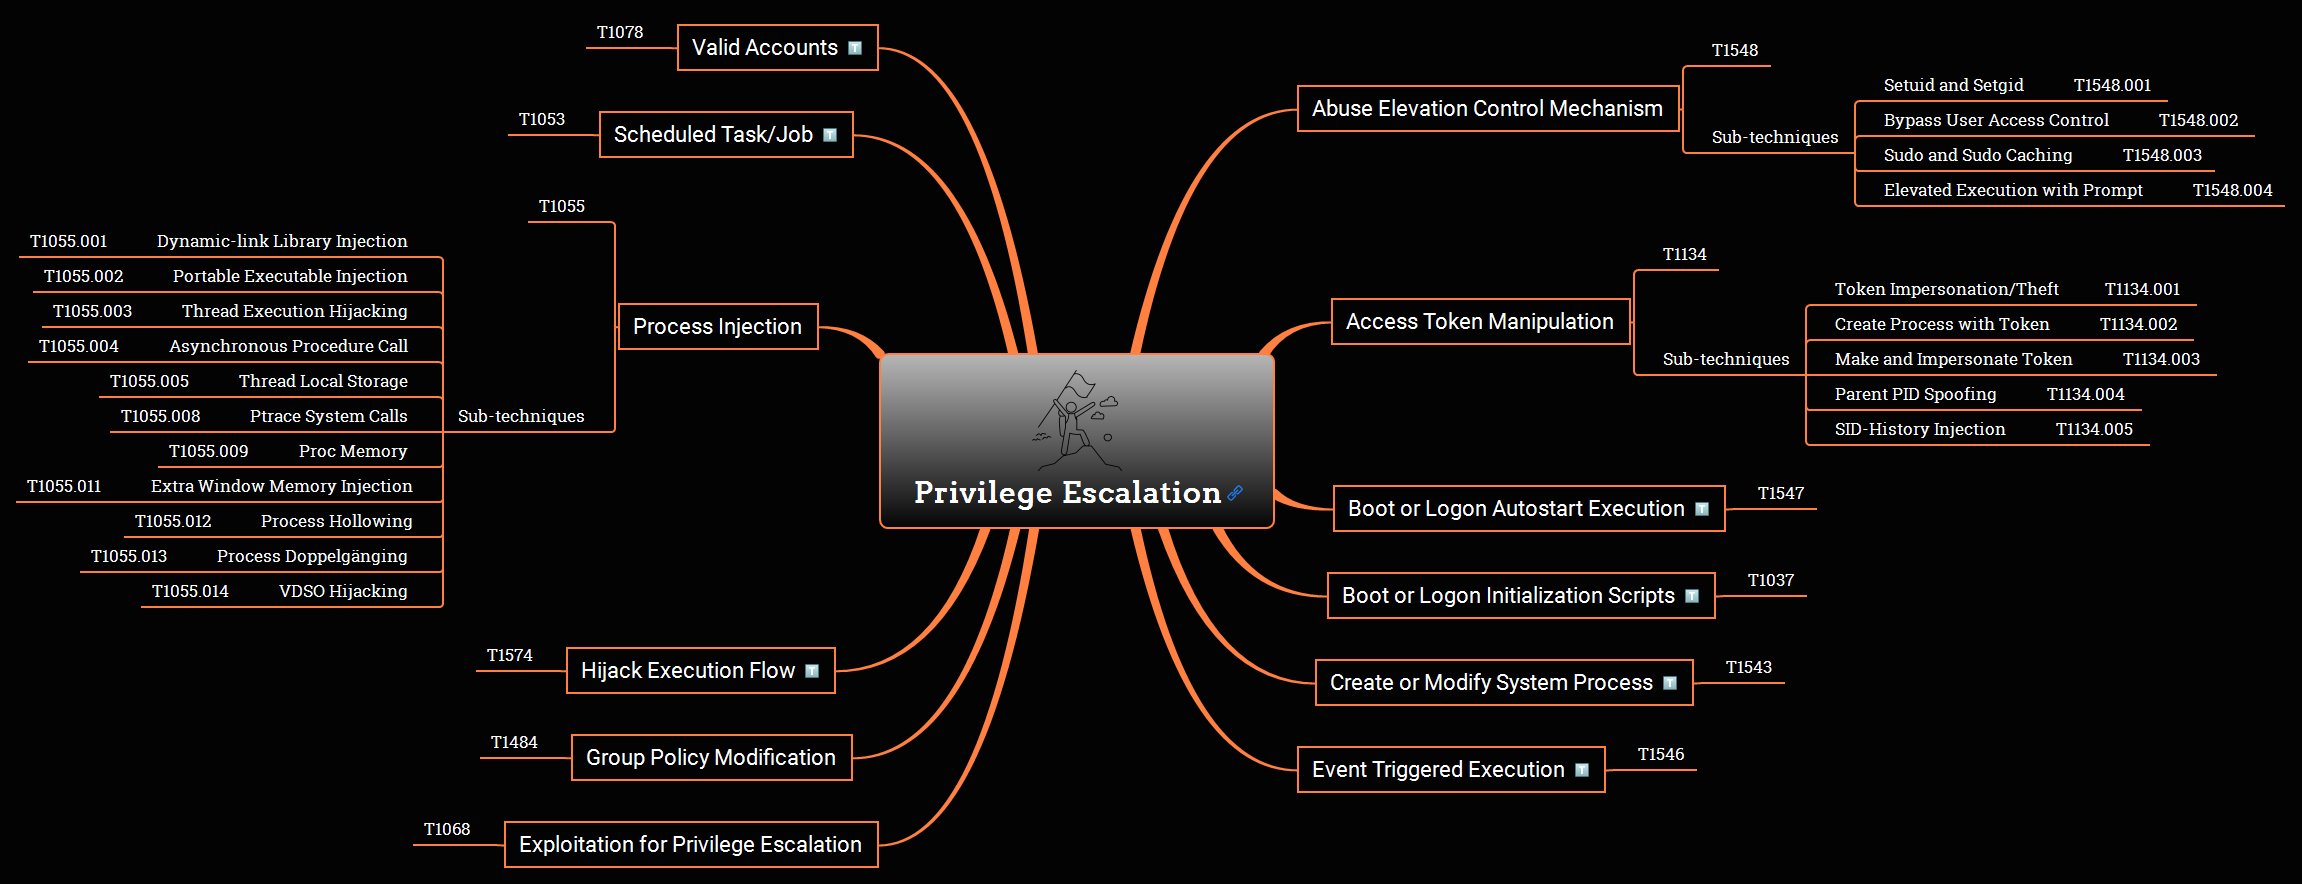 Privilege Escalation
Abuse Elevation Control Mechanism
T1548
Sub-techniques
Setuid and Setgid T1548.001
Bypass User Access Control T1548.002
Sudo and Sudo Caching T1548.003
Elevated Execution with Prompt T1548.004
Access Token Manipulation
T1134
Sub-techniques
Token Impersonation/Theft T1134.001
Create Process with Token T1134.002
Make and Impersonate Token T1134.003
Parent PID Spoofing T1134.004
SID-History Injection T1134.005
Boot or Logon Autostart Execution T
T1547
Boot or Logon Initialization Scripts T
T1037
Create or Modify System Process T
T1543
Event Triggered Execution T
T1546
T1078
Valid Accounts T
T1053
Scheduled Task/Job T
T1055
Process Injection
Sub-techniques
T1055.001 Dynamic-link Library Injection
T1055.002 Portable Executable Injection
T1055.003 Thread Execution Hijacking
T1055.004 Asynchronous Procedure Call
T1055.005 Thread Local Storage
T1055.008 Ptrace System Calls
T1055.009 Proc Memory
T1055.011 Extra Window Memory Injection
T1055.012 Process Hollowing
T1055.013 Process Doppelgänging
T1055.014 VDSO Hijacking
T1574
Hijack Execution Flow T
T1484
Group Policy Modification
T1068
Exploitation for Privilege Escalation